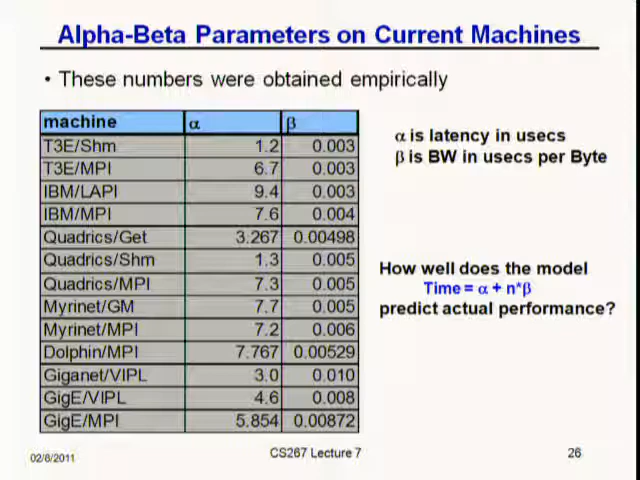 Alpha-Beta Parameters on Current Machines
• These numbers were obtained empirically
machine α β
T3E/Shm 1.2 0.003
T3E/MPI 6.7 0.003
IBM/LAPI 9.4 0.003
IBM/MPI 7.6 0.004
Quadrics/Get 3.267 0.00498
Quadrics/Shm 1.3 0.005
Quadrics/MPI 7.3 0.005
Myrinet/GM 7.7 0.005
Myrinet/MPI 7.2 0.006
Dolphin/MPI 7.767 0.00529
Giganet/VIPL 3.0 0.010
GigE/VIPL 4.6 0.008
GigE/MPI 5.854 0.00872
α is latency in usecs
β is BW in usecs per Byte
How well does the model
Time = α + n*β
predict actual performance?
02/8/2011
CS267 Lecture 7
26